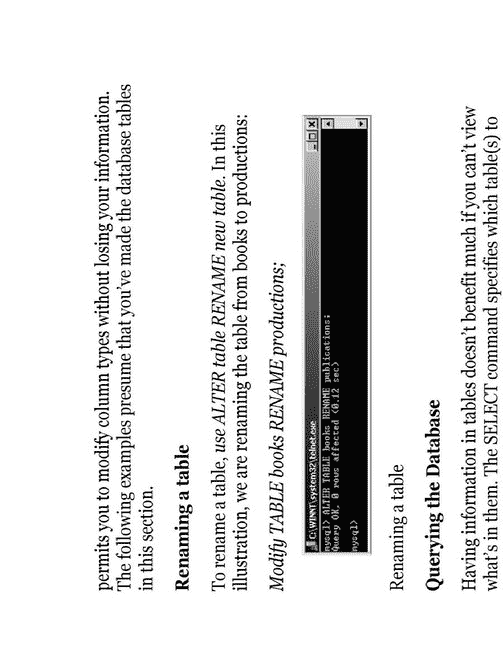 permits you to modify column types without losing your information.
The following examples presume that you've made the database tables
in this section.
Renaming a table
To rename a table, use ALTER table RENAME new table. In this
illustration, we are renaming the table from books to productions:
Modify TABLE books RENAME productions;
C:\WINNT\system32\telnet.exe
mysql> ALTER TABLE books RENAME publications;
Query OK, 0 rows affected (0.12 sec)
mysql>
Renaming a table
Querying the Database
Having information in tables doesn't benefit much if you can't view
what's in them. The SELECT command specifies which table(s) to